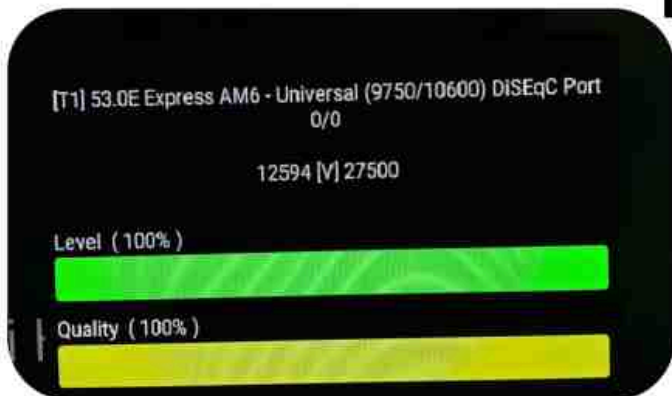 [T1] 53.0E Express AM6 - Universal (9750/10600) DiSEqC Port
0/0
12594 [V] 27500
Level ( 100% )
Quality ( 100% )